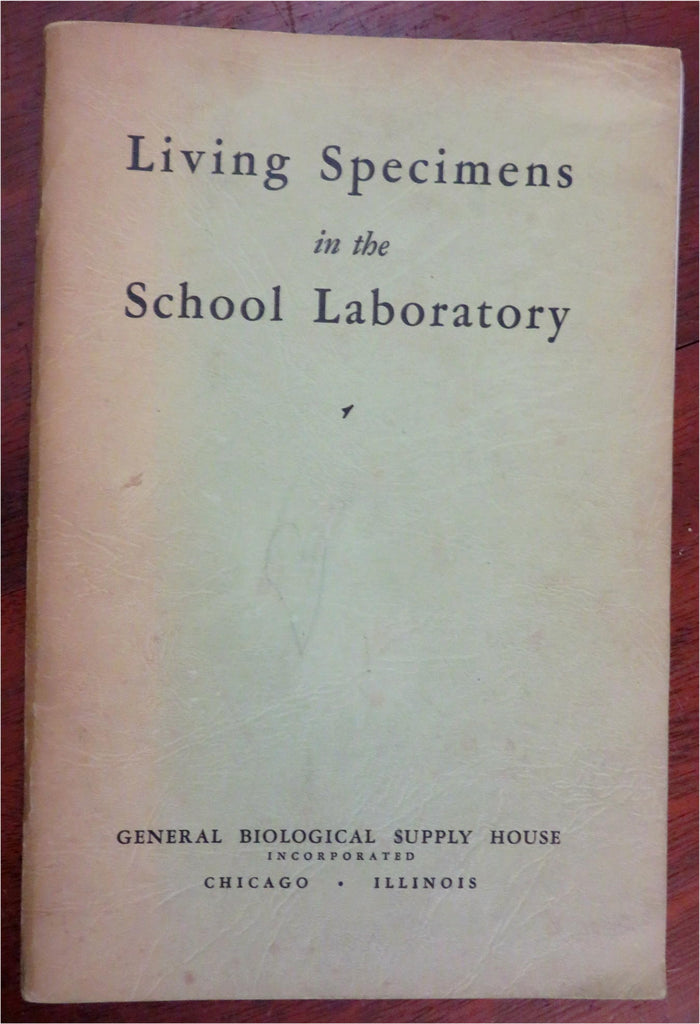 Living Specimens
in the
School Laboratory
GENERAL BIOLOGICAL SUPPLY HOUSE
INCORPORATED
CHICAGO • ILLINOIS